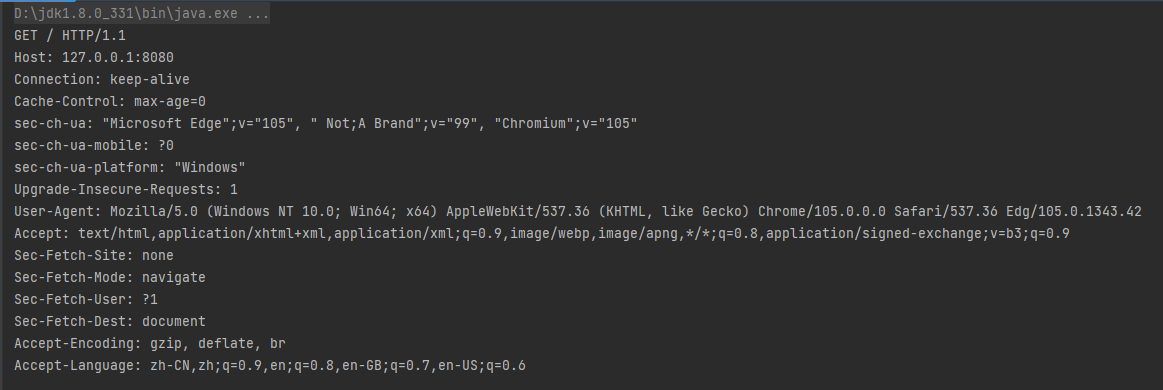 D:\jdk1.8.0_331\bin\java.exe ...
GET / HTTP/1.1
Host: 127.0.0.1:8080
Connection: keep-alive
Cache-Control: max-age=0
sec-ch-ua: "Microsoft Edge";v="105", " Not;A Brand";v="99", "Chromium";v="105"
sec-ch-ua-mobile: ?0
sec-ch-ua-platform: "Windows"
Upgrade-Insecure-Requests: 1
User-Agent: Mozilla/5.0 (Windows NT 10.0; Win64; x64) AppleWebKit/537.36 (KHTML, like Gecko) Chrome/105.0.0.0 Safari/537.36 Edg/105.0.1343.42
Accept: text/html,application/xhtml+xml,application/xml;q=0.9,image/webp,image/apng,*/*;q=0.8,application/signed-exchange;v=b3;q=0.9
Sec-Fetch-Site: none
Sec-Fetch-Mode: navigate
Sec-Fetch-User: ?1
Sec-Fetch-Dest: document
Accept-Encoding: gzip, deflate, br
Accept-Language: zh-CN,zh;q=0.9,en;q=0.8,en-GB;q=0.7,en-US;q=0.6